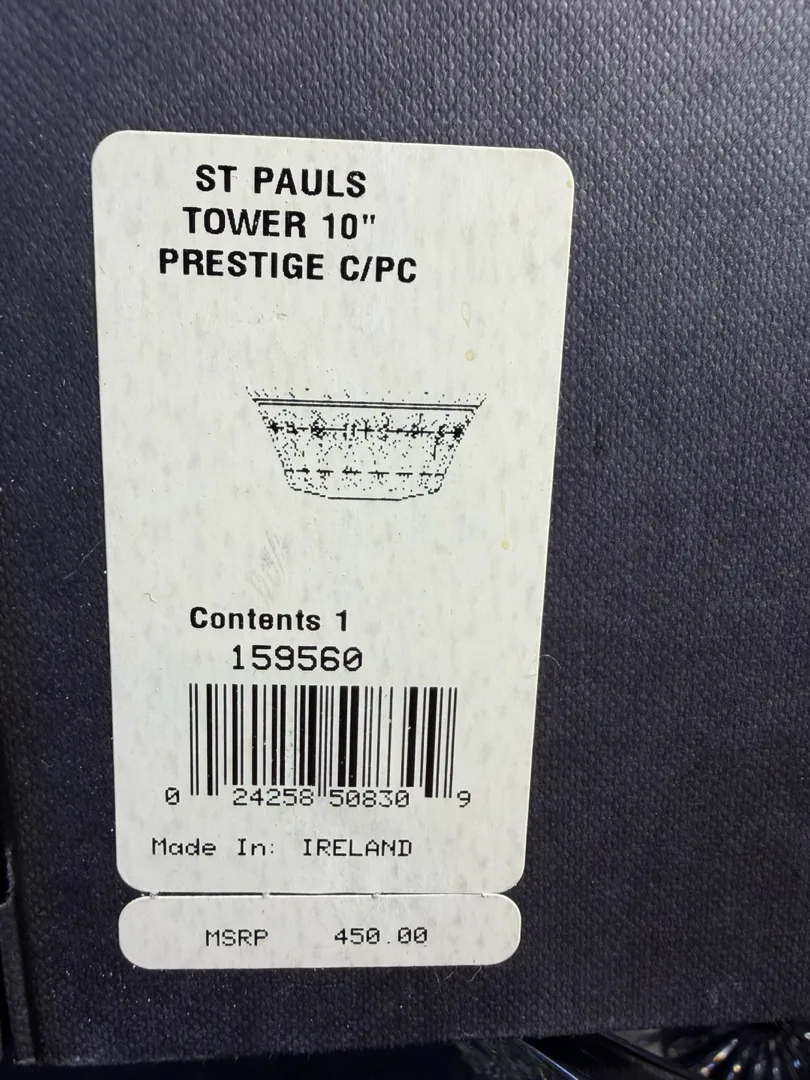 ST PAULS
TOWER 10"
PRESTIGE C/PC
Contents 1
159560
0 24258 50830 9
Made In: IRELAND
MSRP 450.00